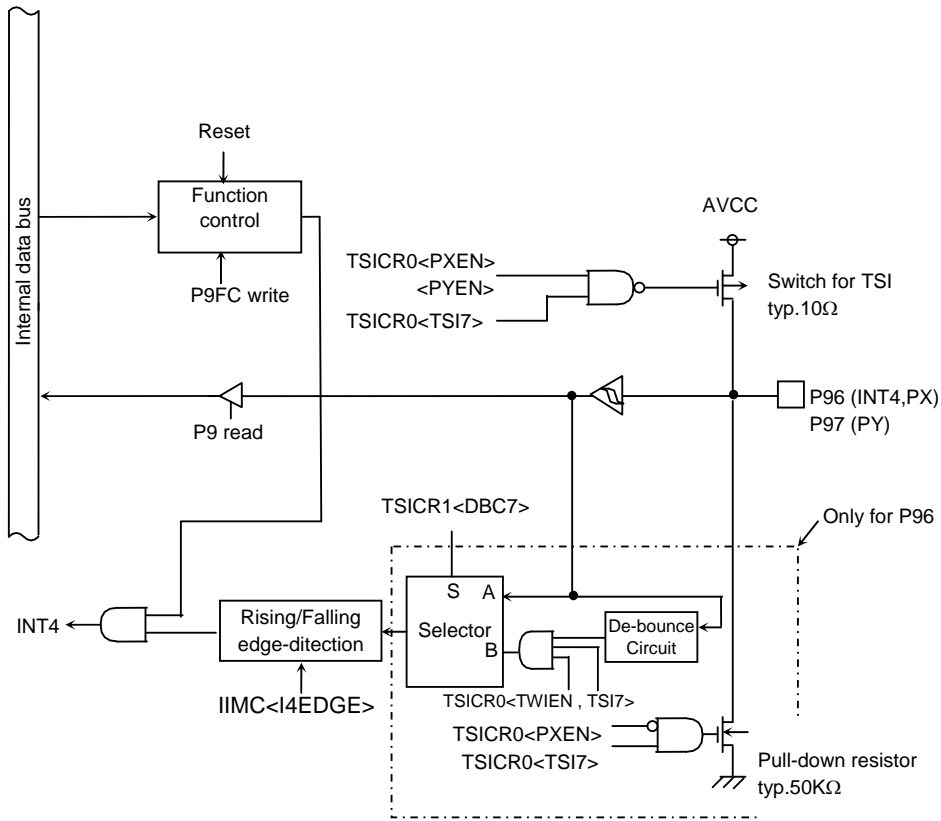 Internal data bus
Reset
Function
control
P9FC write
AVCC
TSICR0<PXEN>
<PYEN>
TSICR0<TSI7>
Switch for TSI
typ.10Ω
P9 read
P96 (INT4,PX)
P97 (PY)
TSICR1<DBC7>
Only for P96
S
A
Selector
B
De-bounce
Circuit
INT4
Rising/Falling
edge-ditection
IIMC<I4EDGE>
TSICR0<TWIEN , TSI7>
TSICR0<PXEN>
TSICR0<TSI7>
Pull-down resistor
typ.50KΩ